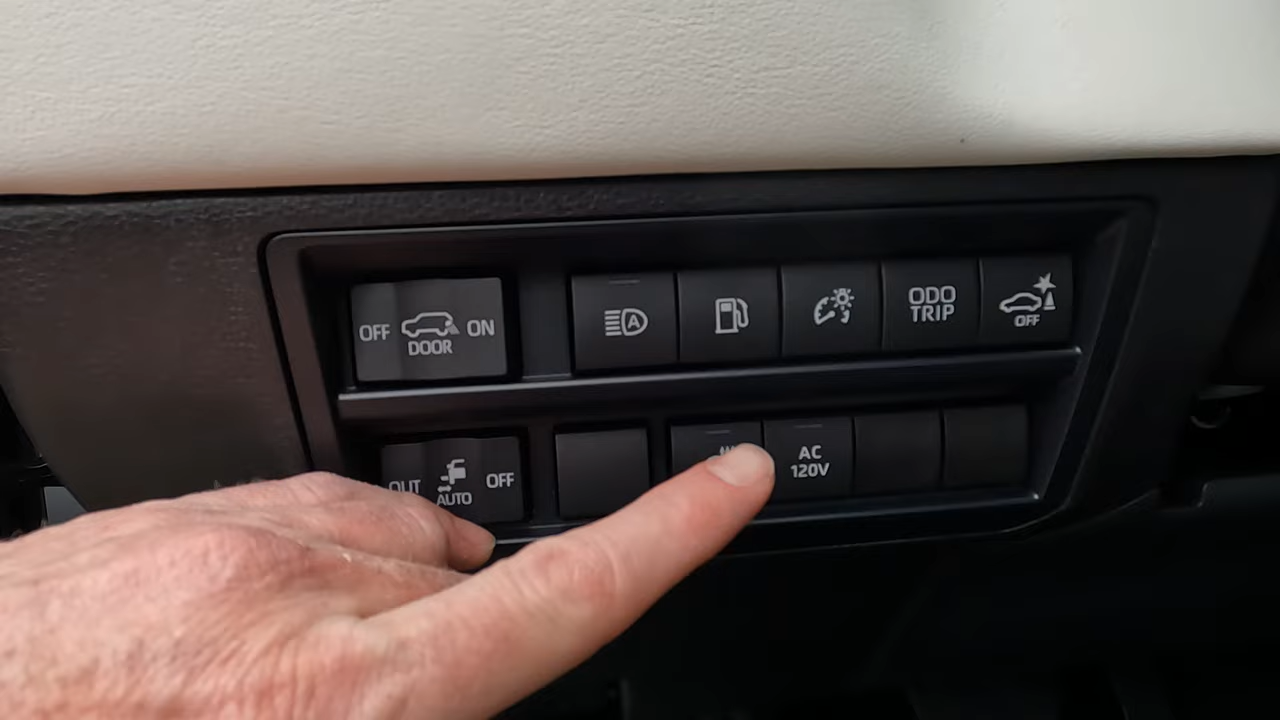 OFF DOOR ON
A
ODO
TRIP
OFF
OUT AUTO OFF
AC
120V